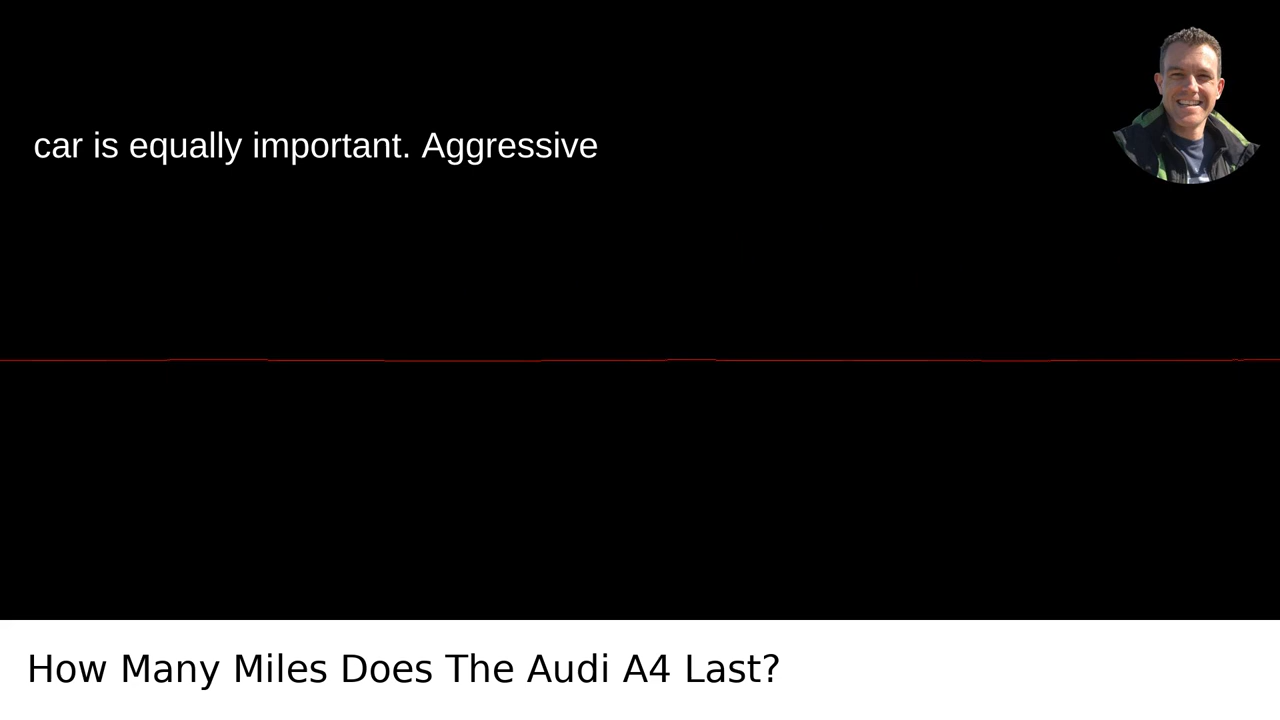 car is equally important. Aggressive
How Many Miles Does The Audi A4 Last?